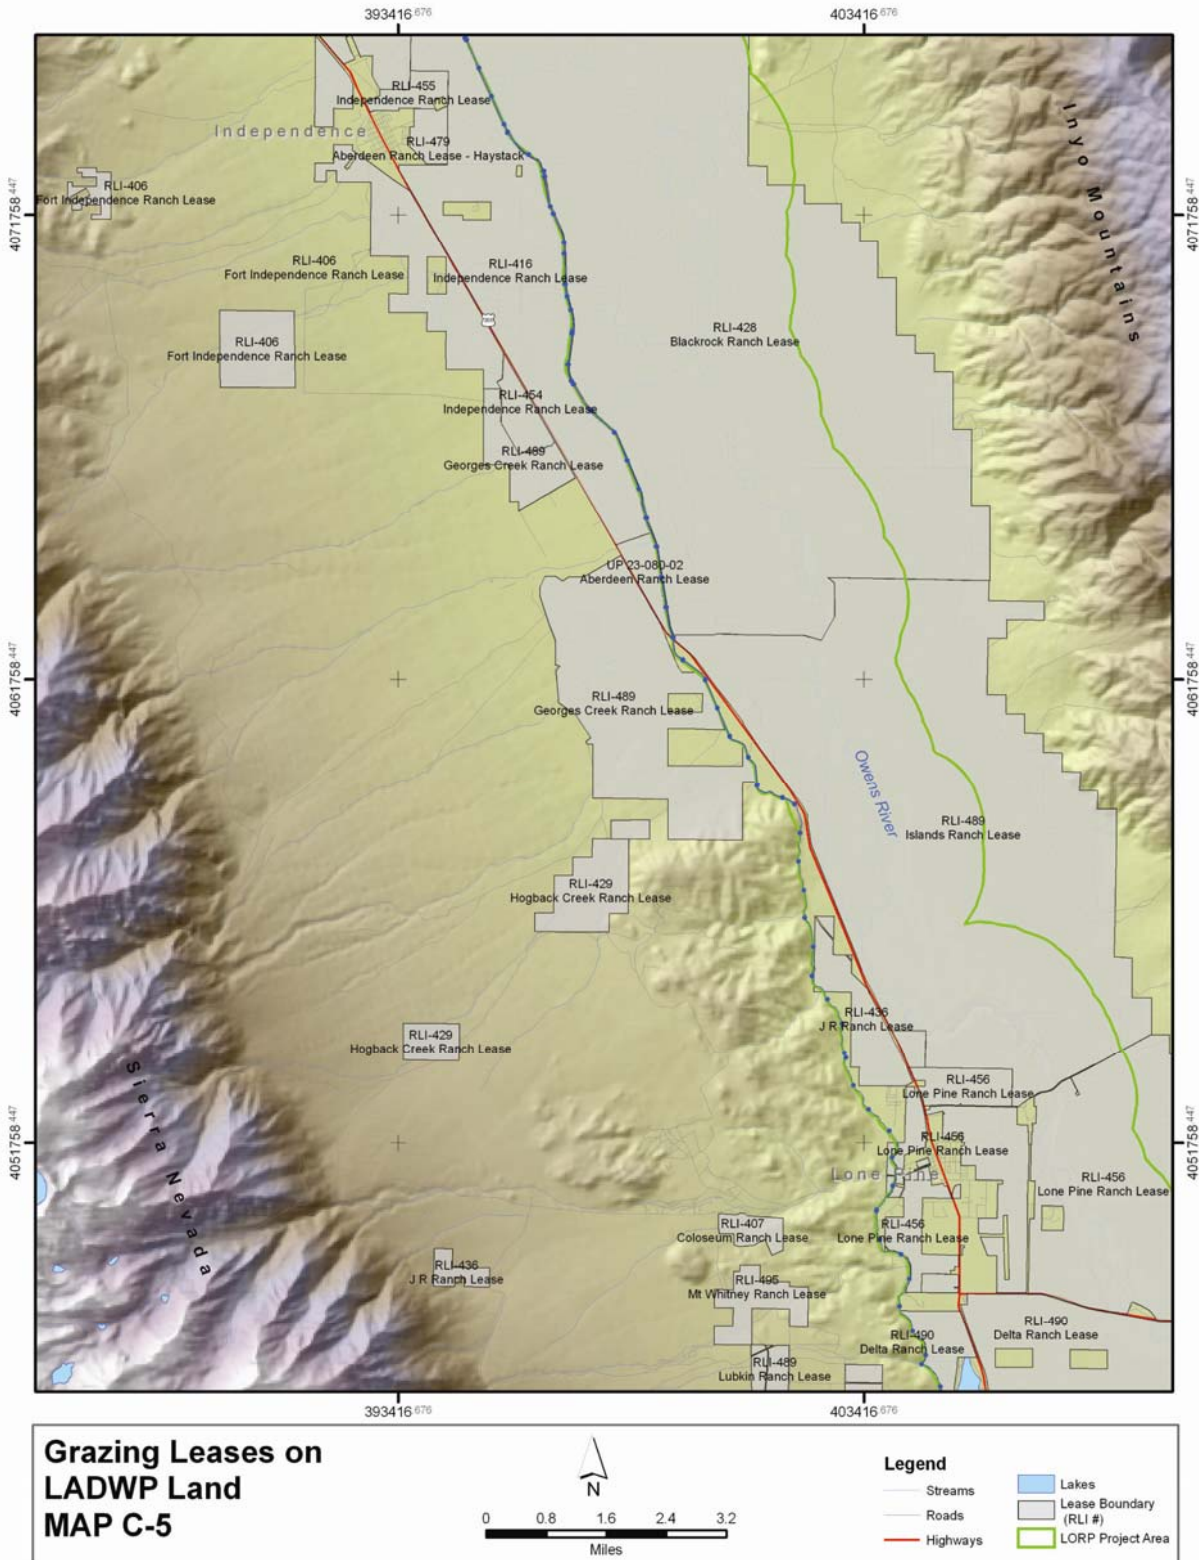 393416.676
403416.676
RLI-455
Independence Ranch Lease
Independence
RLI-479
Aberdeen Ranch Lease - Haystack
Inyo Mountains
RLI-406
Fort Independence Ranch Lease
4071758.447
4071758.447
RLI-406
Fort Independence Ranch Lease
RLI-416
Independence Ranch Lease
RLI-406
Fort Independence Ranch Lease
RLI-428
Blackrock Ranch Lease
RLI-454
Independence Ranch Lease
RLI-489
Georges Creek Ranch Lease
UP 23-080-02
Aberdeen Ranch Lease
4061758.447
4061758.447
RLI-489
Georges Creek Ranch Lease
Owens River
RLI-489
Islands Ranch Lease
RLI-429
Hogback Creek Ranch Lease
RLI-436
J R Ranch Lease
RLI-429
Hogback Creek Ranch Lease
Sierra Nevada
RLI-456
Lone Pine Ranch Lease
4051758.447
4051758.447
RLI-456
Lone Pine Ranch Lease
Lone Pine
RLI-456
Lone Pine Ranch Lease
RLI-407
Coloseum Ranch Lease
RLI-456
Lone Pine Ranch Lease
RLI-436
J R Ranch Lease
RLI-495
Mt Whitney Ranch Lease
RLI-490
Delta Ranch Lease
RLI-490
Delta Ranch Lease
RLI-489
Lubkin Ranch Lease
393416.676
403416.676
Grazing Leases on
LADWP Land
MAP C-5
N
0 0.8 1.6 2.4 3.2
Miles
Legend
Streams
Roads
Highways
Lakes
Lease Boundary
(RLI #)
LORP Project Area